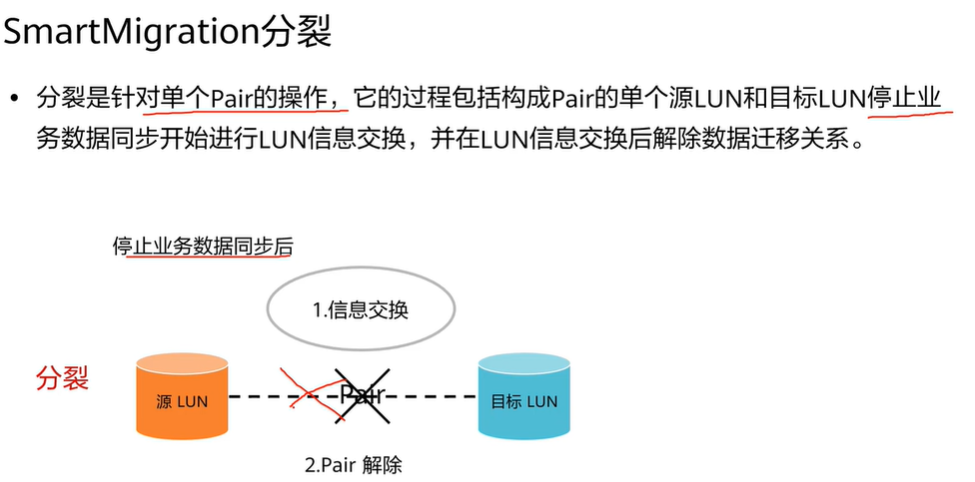 SmartMigration分裂
• 分裂是针对单个Pair的操作，它的过程包括构成Pair的单个源LUN和目标LUN停止业
务数据同步开始进行LUN信息交换，并在LUN信息交换后解除数据迁移关系。
停止业务数据同步后
1.信息交换
分裂
源 LUN
Pair
目标 LUN
2.Pair 解除